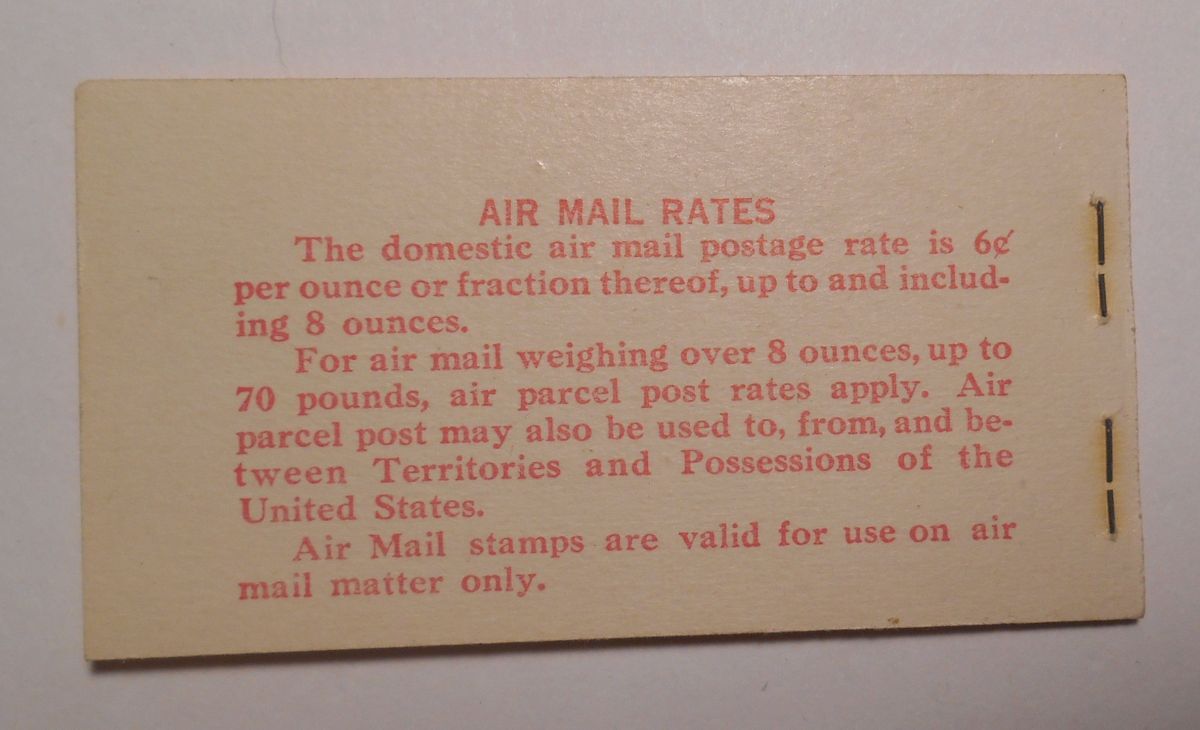 AIR MAIL RATES
The domestic air mail postage rate is 6¢
per ounce or fraction thereof, up to and includ-
ing 8 ounces.
For air mail weighing over 8 ounces, up to
70 pounds, air parcel post rates apply. Air
parcel post may also be used to, from, and be-
tween Territories and Possessions of the
United States.
Air Mail stamps are valid for use on air
mail matter only.